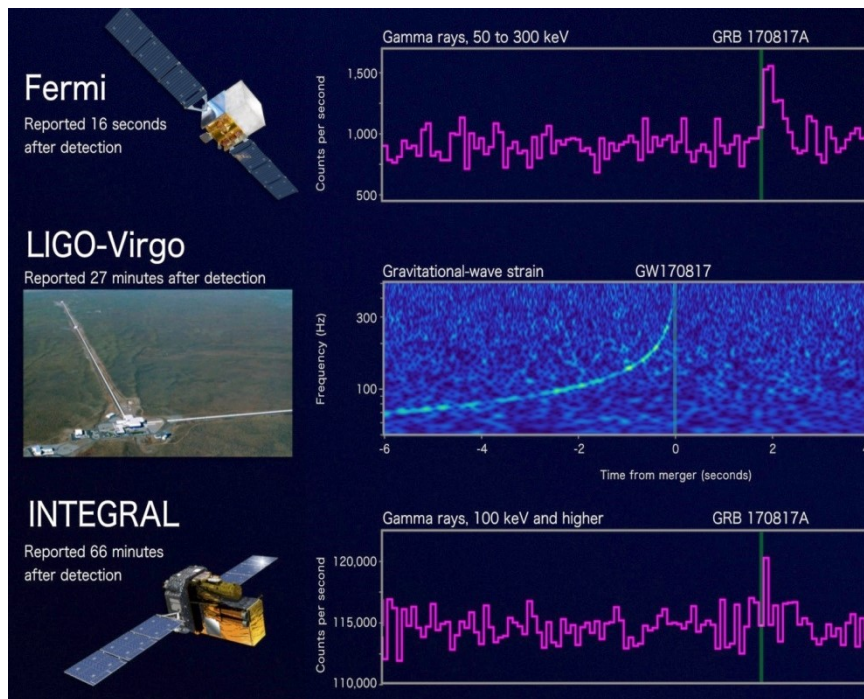 Fermi
Reported 16 seconds
after detection
Gamma rays, 50 to 300 keV
GRB 170817A
Counts per second
1,500
1,000
500
LIGO-Virgo
Reported 27 minutes after detection
Gravitational-wave strain
GW170817
Frequency (Hz)
300
100
-6
-4
-2
0
2
4
Time from merger (seconds)
INTEGRAL
Reported 66 minutes
after detection
Gamma rays, 100 keV and higher
GRB 170817A
Counts per second
120,000
115,000
110,000